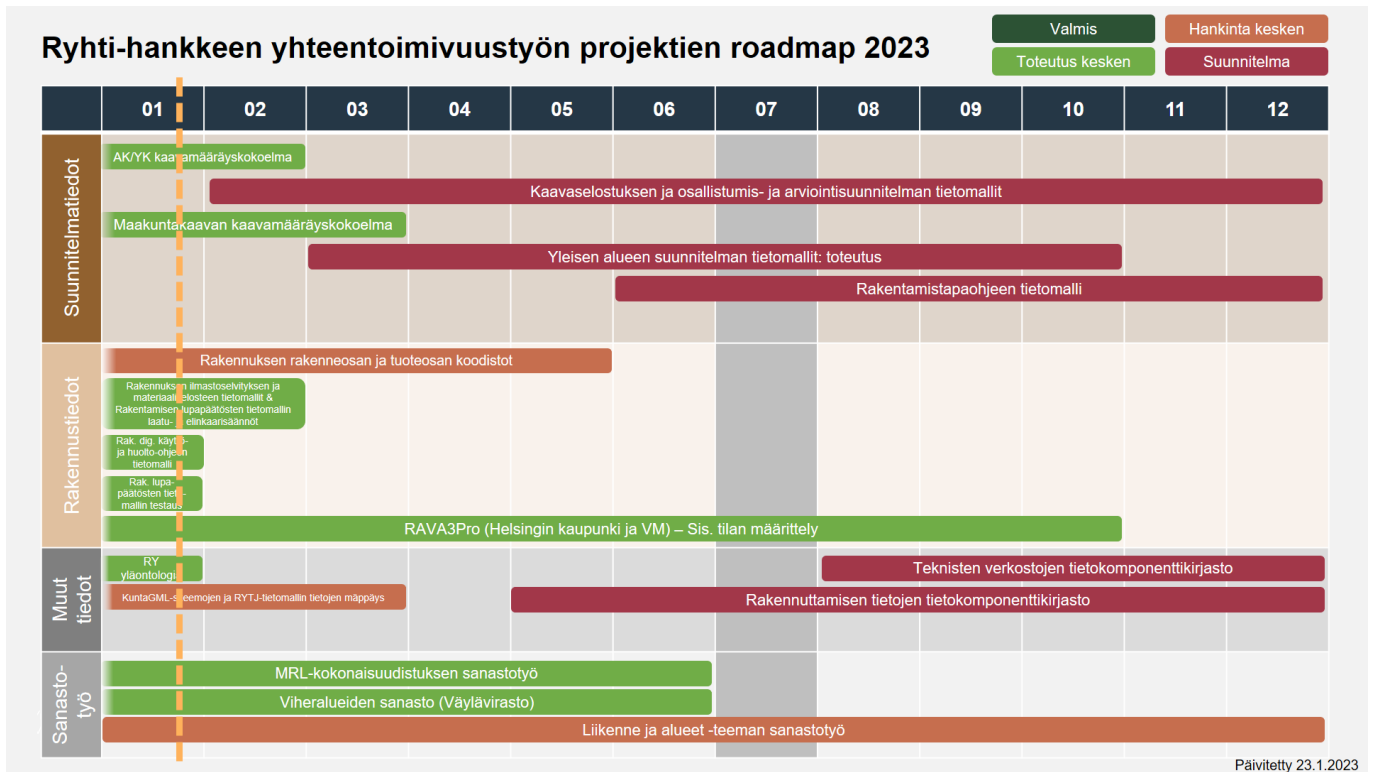 Ryhti-hankkeen yhteentoimivuustyön projektien roadmap 2023
Valmis
Hankinta kesken
Toteutus kesken
Suunnitelma
01 02 03 04 05 06 07 08 09 10 11 12
Suunnitelmatiedot
AK/YK kaavamääräyskokoelma
Kaavaselostuksen ja osallistumis- ja arviointisuunnitelman tietomallit
Maakuntakaavan kaavamääräyskokoelma
Yleisen alueen suunnitelman tietomallit: toteutus
Rakentamistapaohjeen tietomalli
Rakennustiedot
Rakennuksen rakenneosan ja tuoteosan koodistot
Rakennuksen ilmastoselvityksen ja
materiaaliselosteen tietomallit &
Rakentamisen lupapäätösten tietomallin
laatu- elinkaarisäännöt
Rak. dig. käyttö-
ja huolto-ohjeen
tietomalli
Rak. lupa-
päätösten tieto-
mallin testaus
RAVA3Pro (Helsingin kaupunki ja VM) – Sis. tilan määrittely
Muut
tiedot
RY
yläontologia
Teknisten verkostojen tietokomponenttikirjasto
KuntaGML-skeemojen ja RYTJ-tietomallin tietojen mäppäys
Rakennuttamisen tietojen tietokomponenttikirjasto
Sanasto-
työ
MRL-kokonaisuudistuksen sanastotyö
Viheralueiden sanasto (Väylävirasto)
Liikenne ja alueet -teeman sanastotyö
Päivitetty 23.1.2023